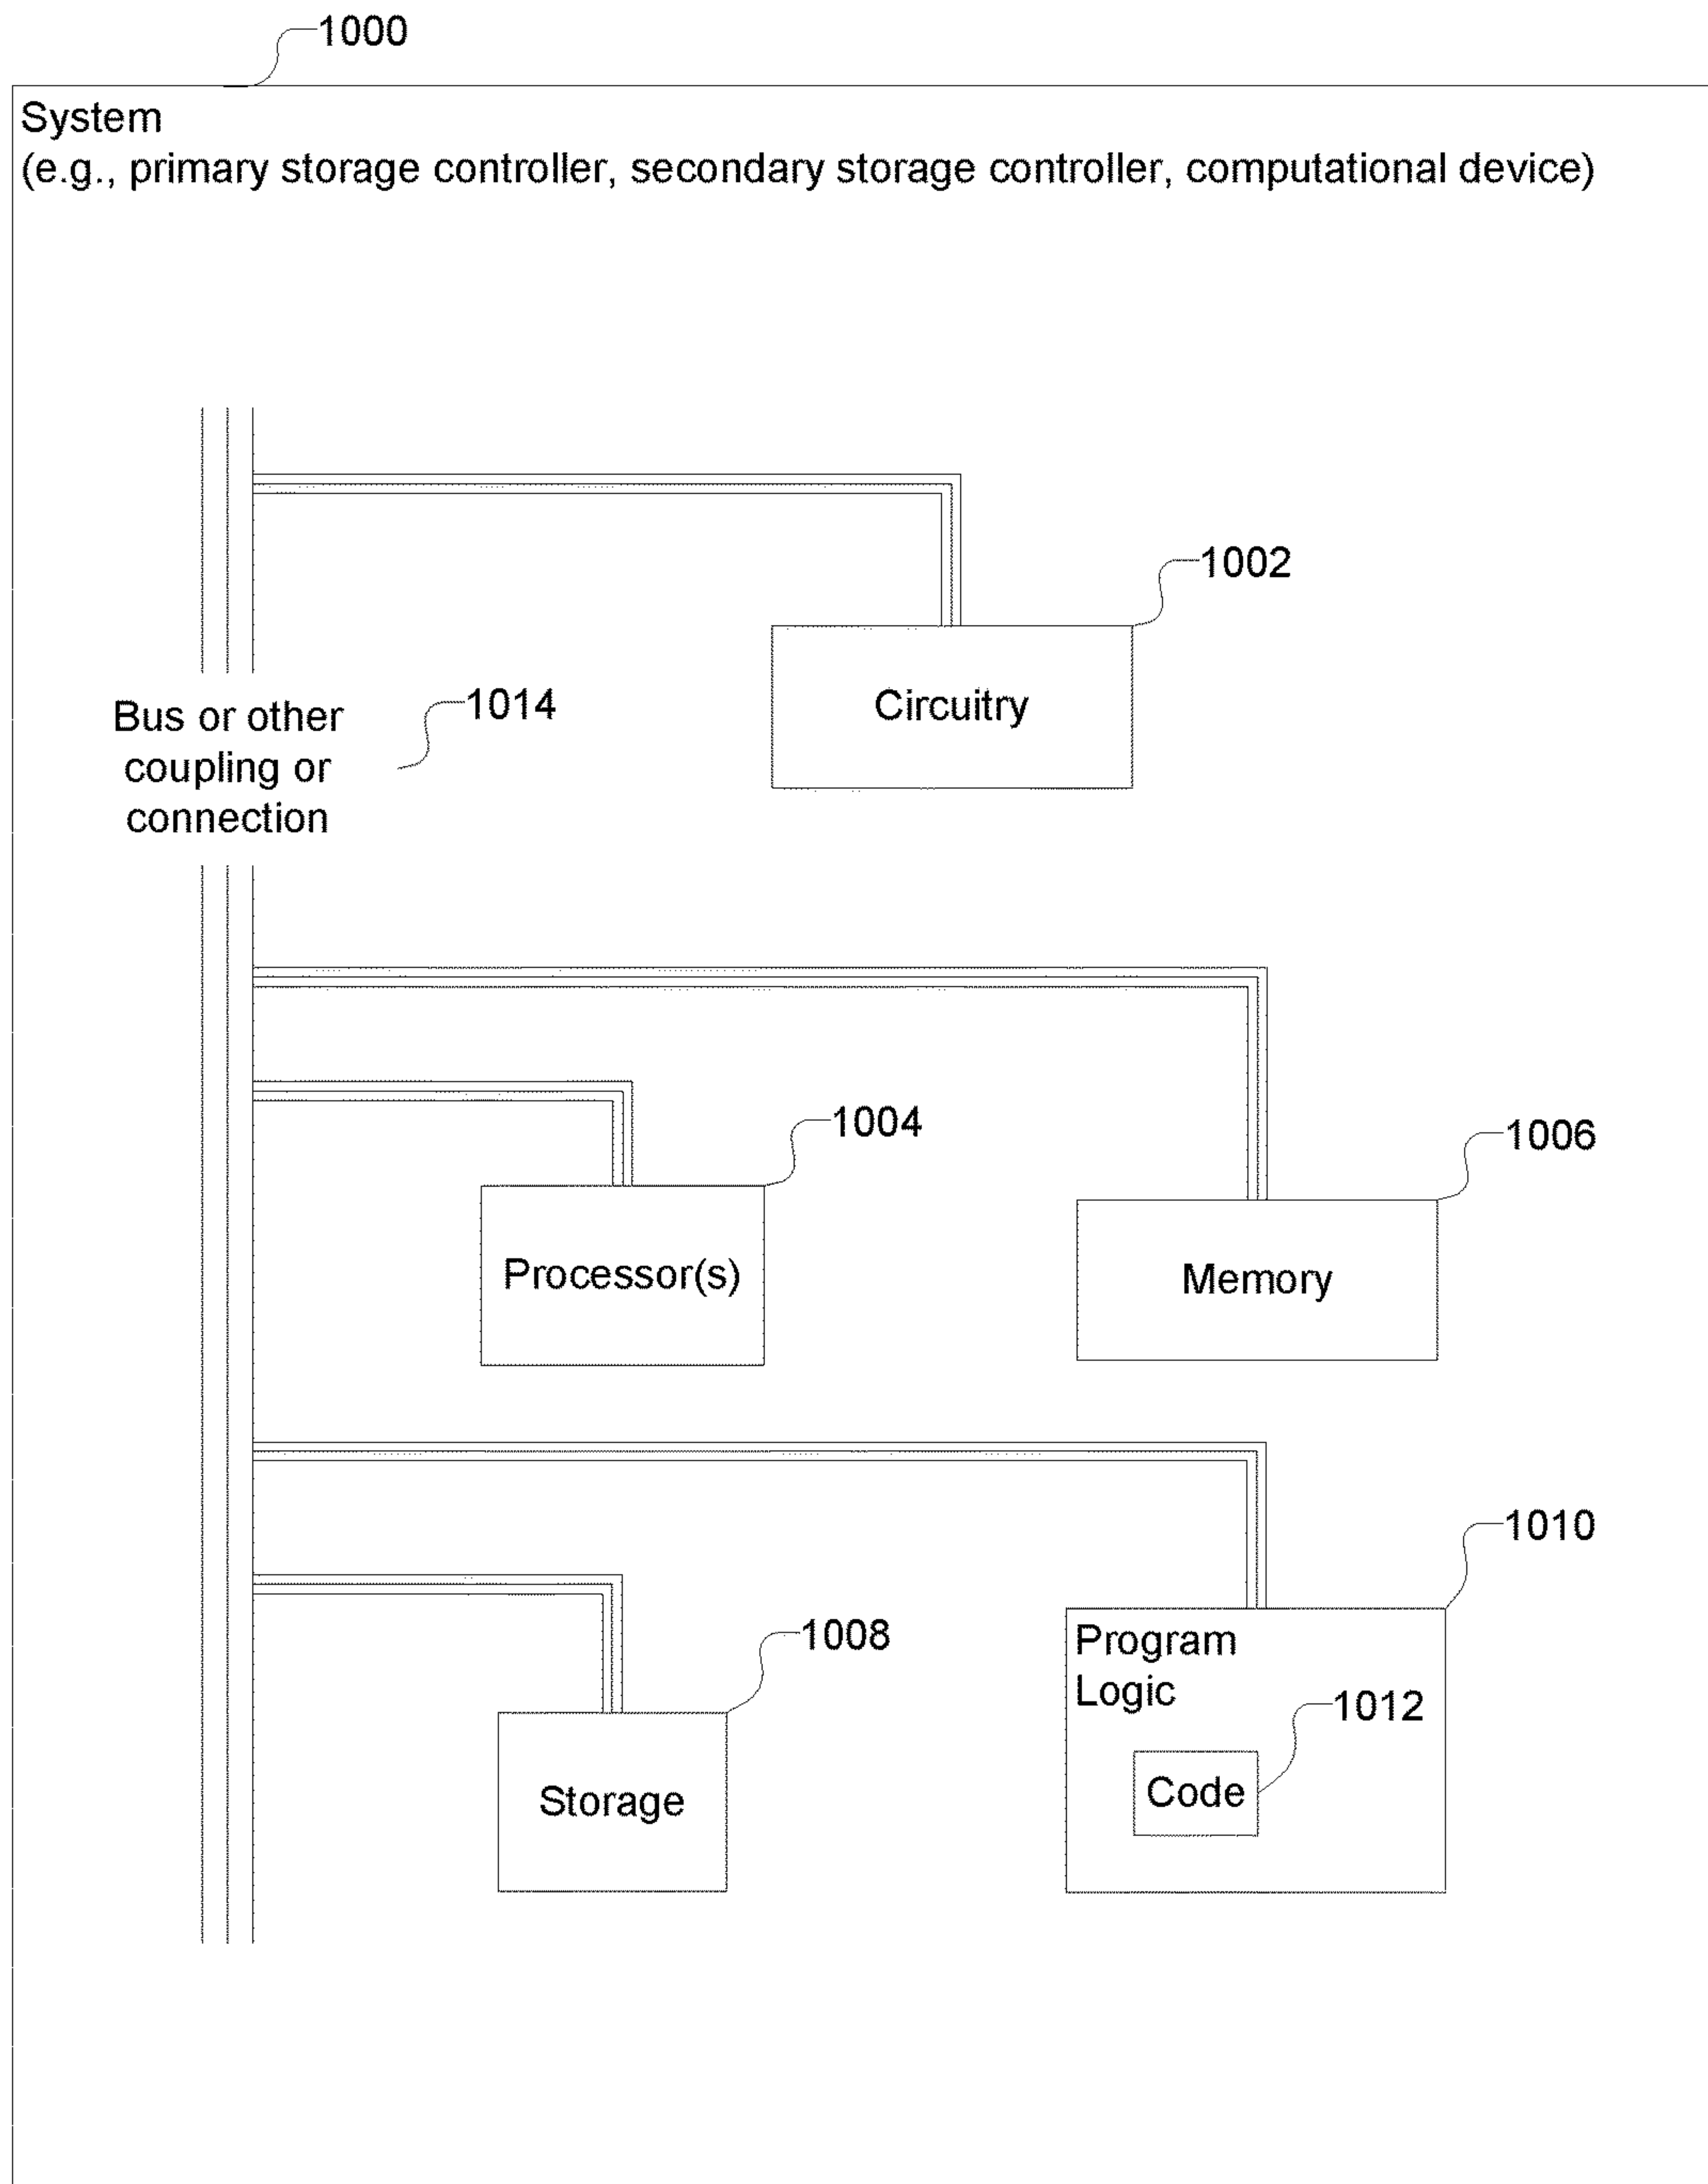 1000
System
(e.g., primary storage controller, secondary storage controller, computational device)
1002
Circuitry
1014
Bus or other
coupling or
connection
1004
Processor(s)
1006
Memory
1010
Program
Logic
1012
Code
1008
Storage